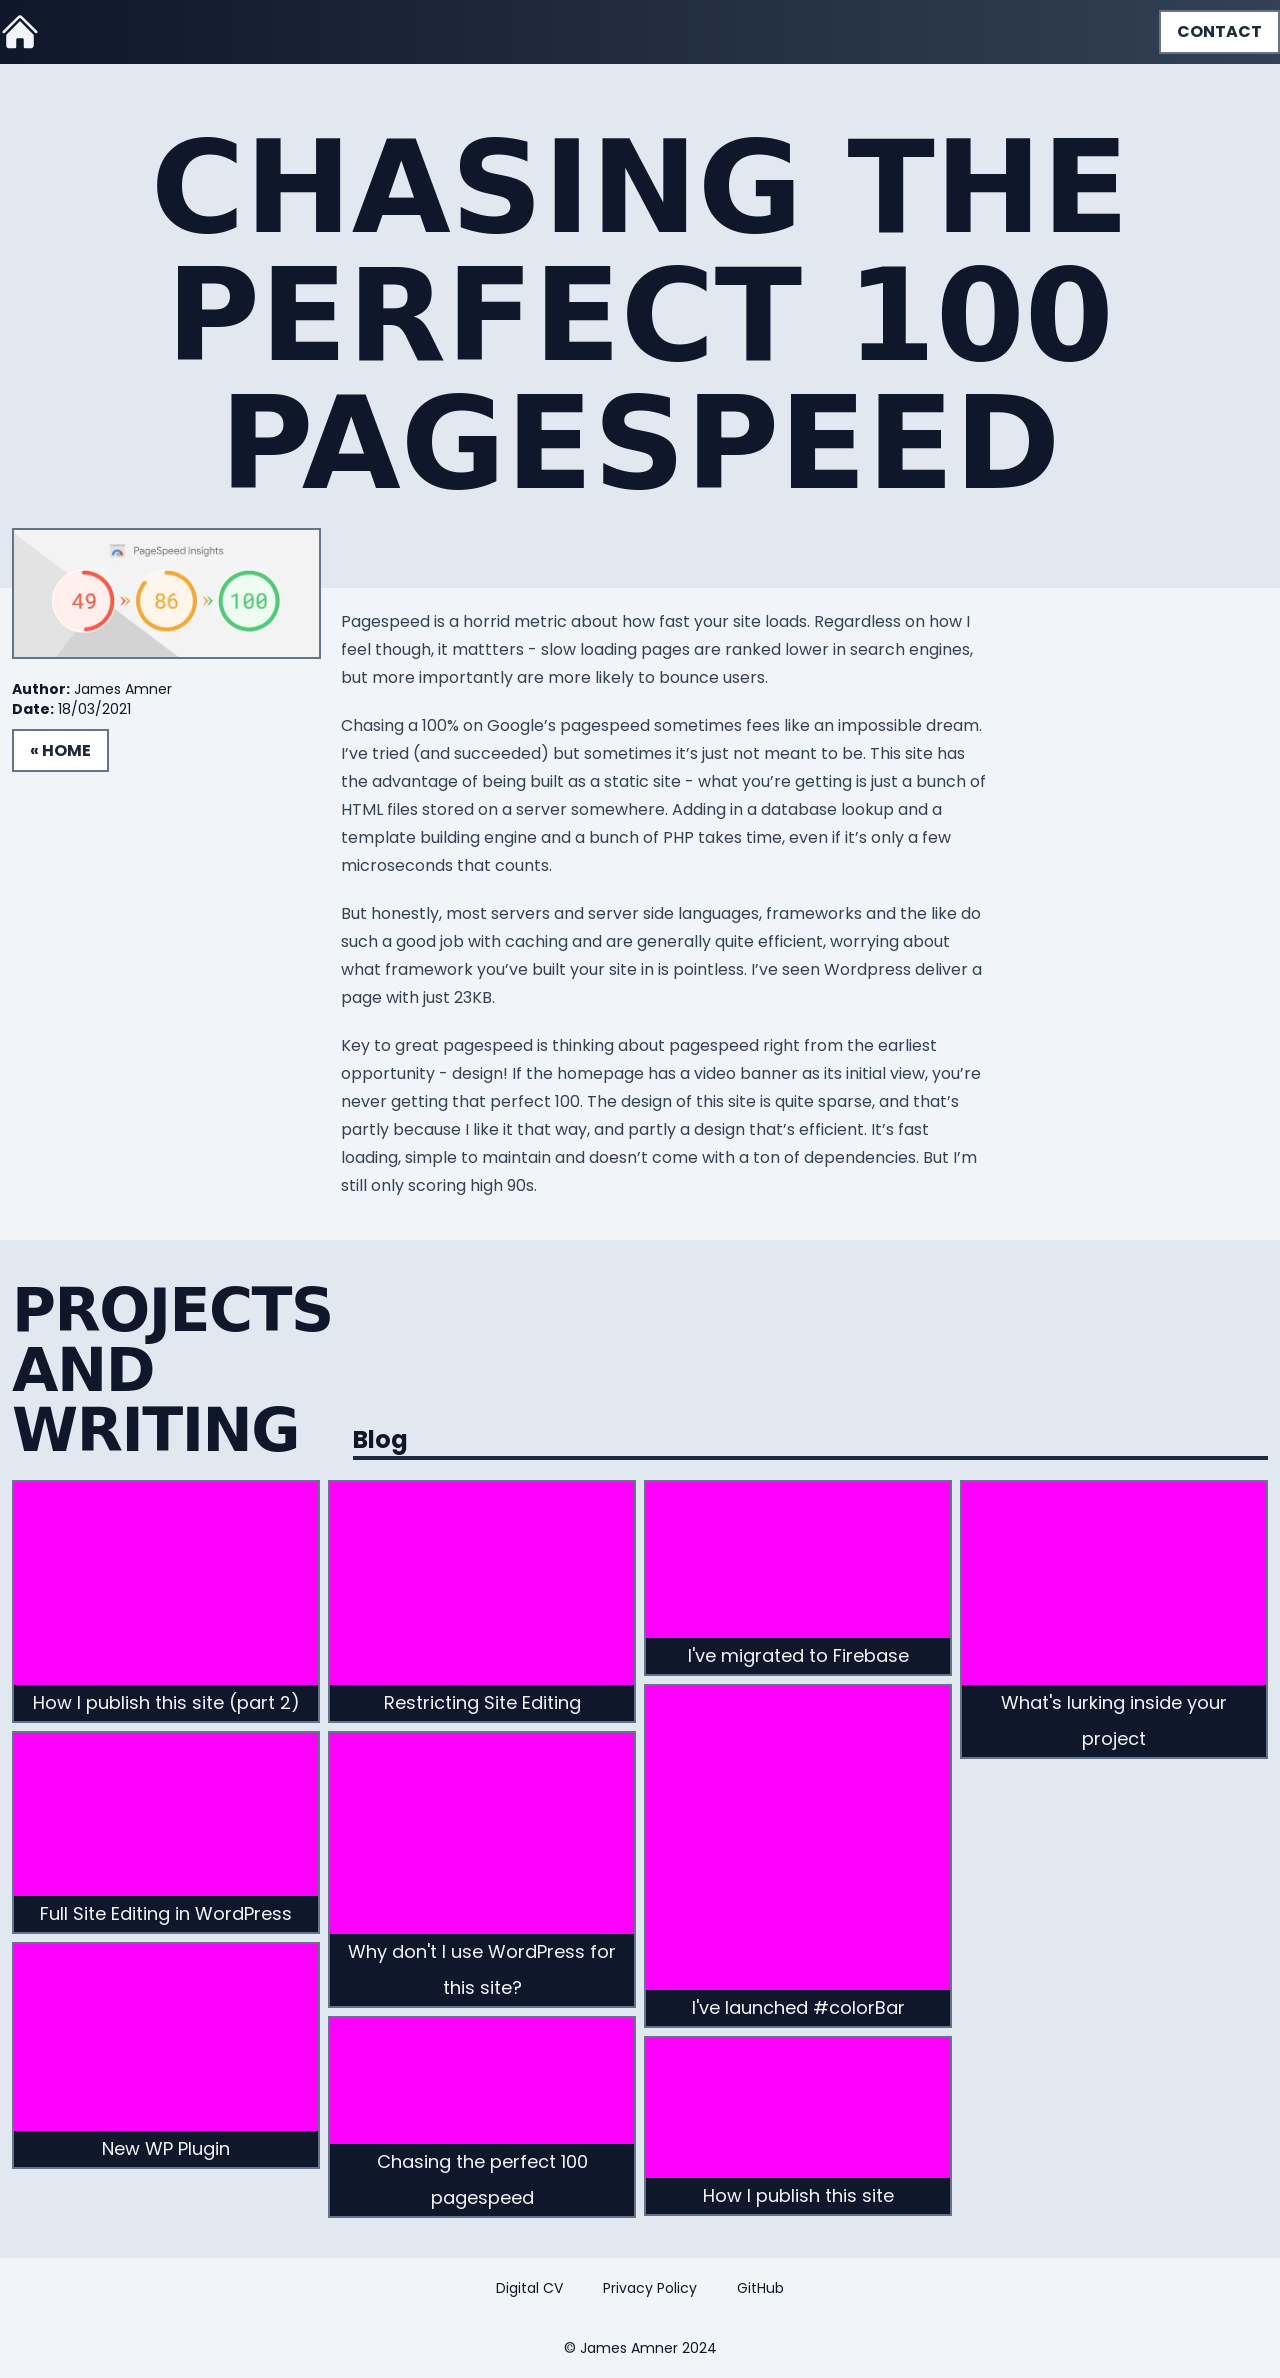 CONTACT
CHASING THE
PERFECT 100
PAGESPEED
PageSpeed Insights
49 » 86 » 100
Author: James Amner
Date: 18/03/2021
« HOME
Pagespeed is a horrid metric about how fast your site loads. Regardless on how I
feel though, it mattters - slow loading pages are ranked lower in search engines,
but more importantly are more likely to bounce users.
Chasing a 100% on Google’s pagespeed sometimes fees like an impossible dream.
I’ve tried (and succeeded) but sometimes it’s just not meant to be. This site has
the advantage of being built as a static site - what you’re getting is just a bunch of
HTML files stored on a server somewhere. Adding in a database lookup and a
template building engine and a bunch of PHP takes time, even if it’s only a few
microseconds that counts.
But honestly, most servers and server side languages, frameworks and the like do
such a good job with caching and are generally quite efficient, worrying about
what framework you’ve built your site in is pointless. I’ve seen Wordpress deliver a
page with just 23KB.
Key to great pagespeed is thinking about pagespeed right from the earliest
opportunity - design! If the homepage has a video banner as its initial view, you’re
never getting that perfect 100. The design of this site is quite sparse, and that’s
partly because I like it that way, and partly a design that’s efficient. It’s fast
loading, simple to maintain and doesn’t come with a ton of dependencies. But I’m
still only scoring high 90s.
PROJECTS
AND
WRITING
Blog
How I publish this site (part 2)
Full Site Editing in WordPress
New WP Plugin
Restricting Site Editing
Why don't I use WordPress for
this site?
Chasing the perfect 100
pagespeed
I've migrated to Firebase
I've launched #colorBar
How I publish this site
What's lurking inside your
project
Digital CV
Privacy Policy
GitHub
© James Amner 2024